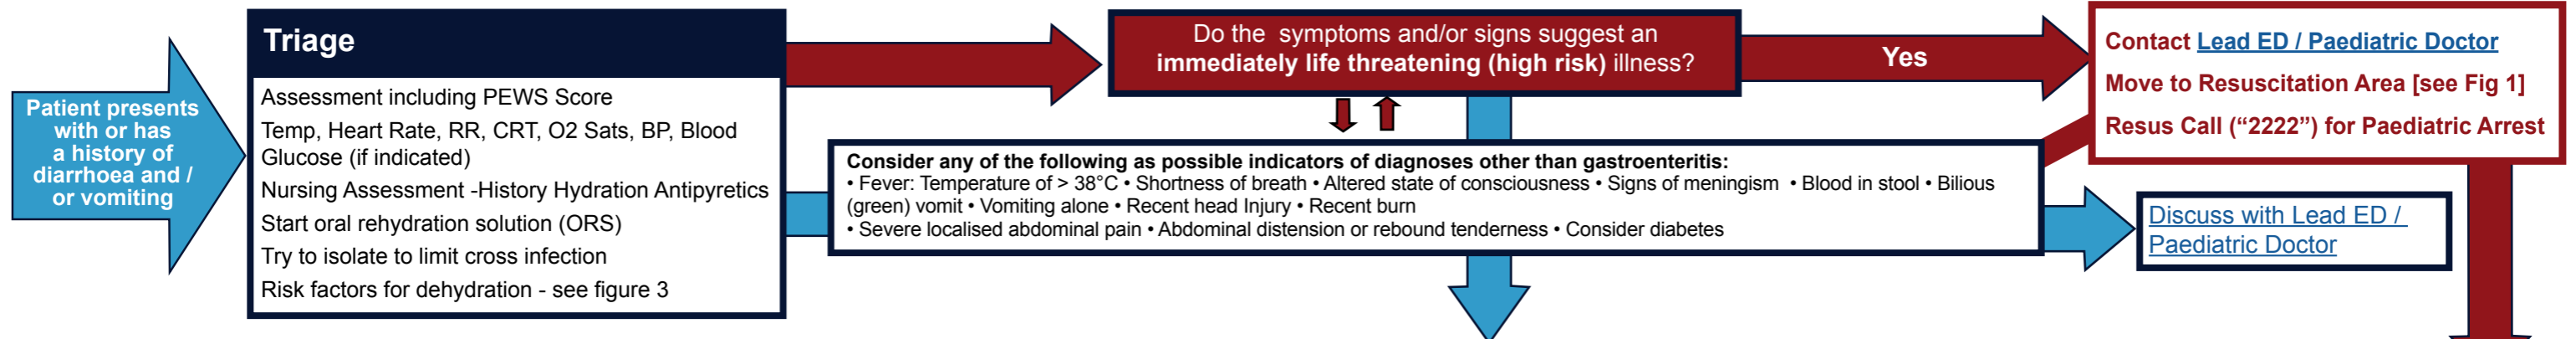 Patient presents
with or has
a history of
diarrhoea and /
or vomiting
Triage
Assessment including PEWS Score
Temp, Heart Rate, RR, CRT, O2 Sats, BP, Blood
Glucose (if indicated)
Nursing Assessment -History Hydration Antipyretics
Start oral rehydration solution (ORS)
Try to isolate to limit cross infection
Risk factors for dehydration - see figure 3
Do the symptoms and/or signs suggest an
immediately life threatening (high risk) illness?
Yes
Contact Lead ED / Paediatric Doctor
Move to Resuscitation Area [see Fig 1]
Resus Call (“2222”) for Paediatric Arrest
Consider any of the following as possible indicators of diagnoses other than gastroenteritis:
• Fever: Temperature of > 38°C • Shortness of breath • Altered state of consciousness • Signs of meningism • Blood in stool • Bilious
(green) vomit • Vomiting alone • Recent head Injury • Recent burn
• Severe localised abdominal pain • Abdominal distension or rebound tenderness • Consider diabetes
Discuss with Lead ED /
Paediatric Doctor